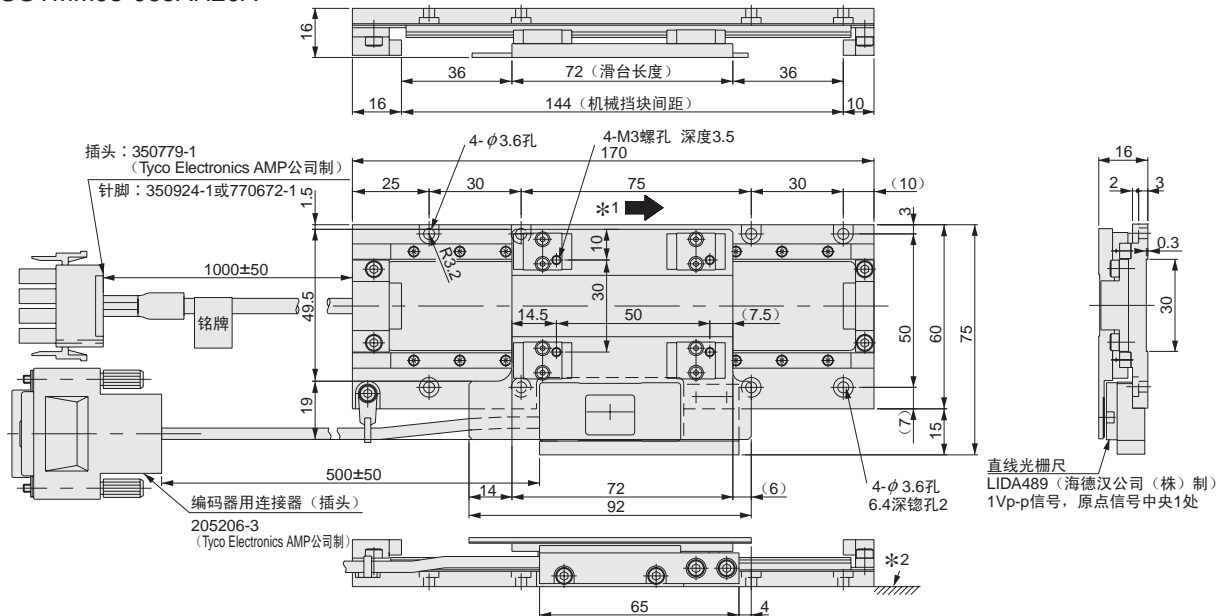 16
36
72（滑台长度）
36
16
144（机械挡块间距）
10
插头：350779-1
（Tyco Electronics AMP公司制）
针脚：350924-1或770672-1
4-φ3.6孔
4-M3螺孔 深度3.5
170
25
30
75
30
（10）
16
2
3
1.5
✻1
3
R3.2
10
0.3
1000±50
49.5
30
30
铭牌
14.5
50
（7.5）
50
60
75
19
（7）
15
500±50
编码器用连接器（插头）
205206-3
（Tyco Electronics AMP公司制）
14
72
（6）
92
4-φ3.6孔
6.4深锪孔2
直线光栅尺
LIDA489（海德汉公司（株）制）
1Vp-p信号，原点信号中央1处
✻2
65
4